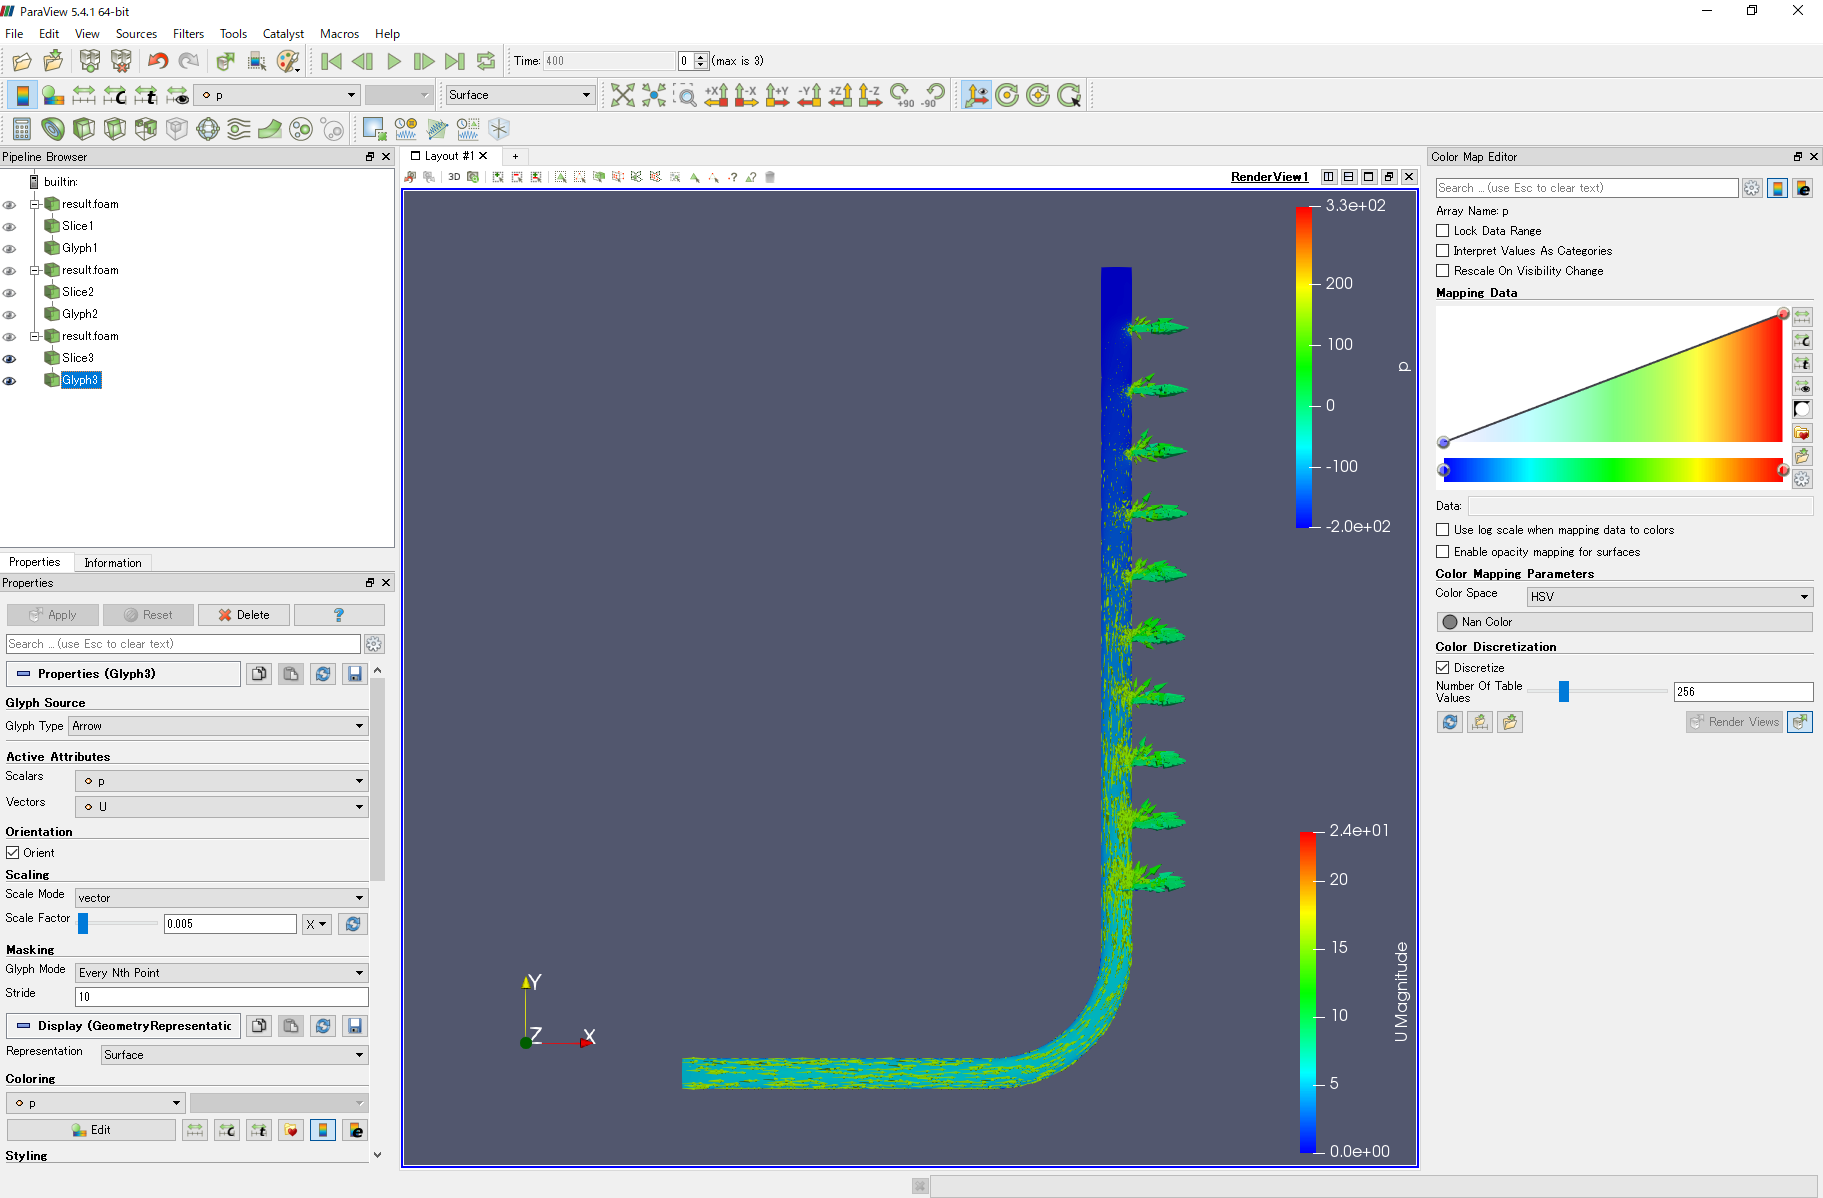 ParaView 5.4.1 64-bit
File Edit View Sources Filters Tools Catalyst Macros Help
Time: 400 0 (max is 3)
p Surface
+X -X +Y -Y +Z -Z +90 -90
Pipeline Browser
builtin:
result.foam
Slice1
Glyph1
result.foam
Slice2
Glyph2
result.foam
Slice3
Glyph3
Properties Information
Properties
Apply Reset Delete ?
Search ... (use Esc to clear text)
Properties (Glyph3)
Glyph Source
Glyph Type Arrow
Active Attributes
Scalars p
Vectors U
Orientation
Orient
Scaling
Scale Mode vector
Scale Factor 0.005 X
Masking
Glyph Mode Every Nth Point
Stride 10
Display (GeometryRepresentatic
Representation Surface
Coloring
p
Edit
Styling
Layout #1 +
3D RenderView1
3.3e+02
200
100
0
-100
-2.0e+02
p
2.4e+01
20
15
10
5
0.0e+00
U Magnitude
Y
Z X
Color Map Editor
Search ... (use Esc to clear text)
Array Name: p
Lock Data Range
Interpret Values As Categories
Rescale On Visibility Change
Mapping Data
Data:
Use log scale when mapping data to colors
Enable opacity mapping for surfaces
Color Mapping Parameters
Color Space HSV
Nan Color
Color Discretization
Discretize
Number Of Table
Values 256
Render Views